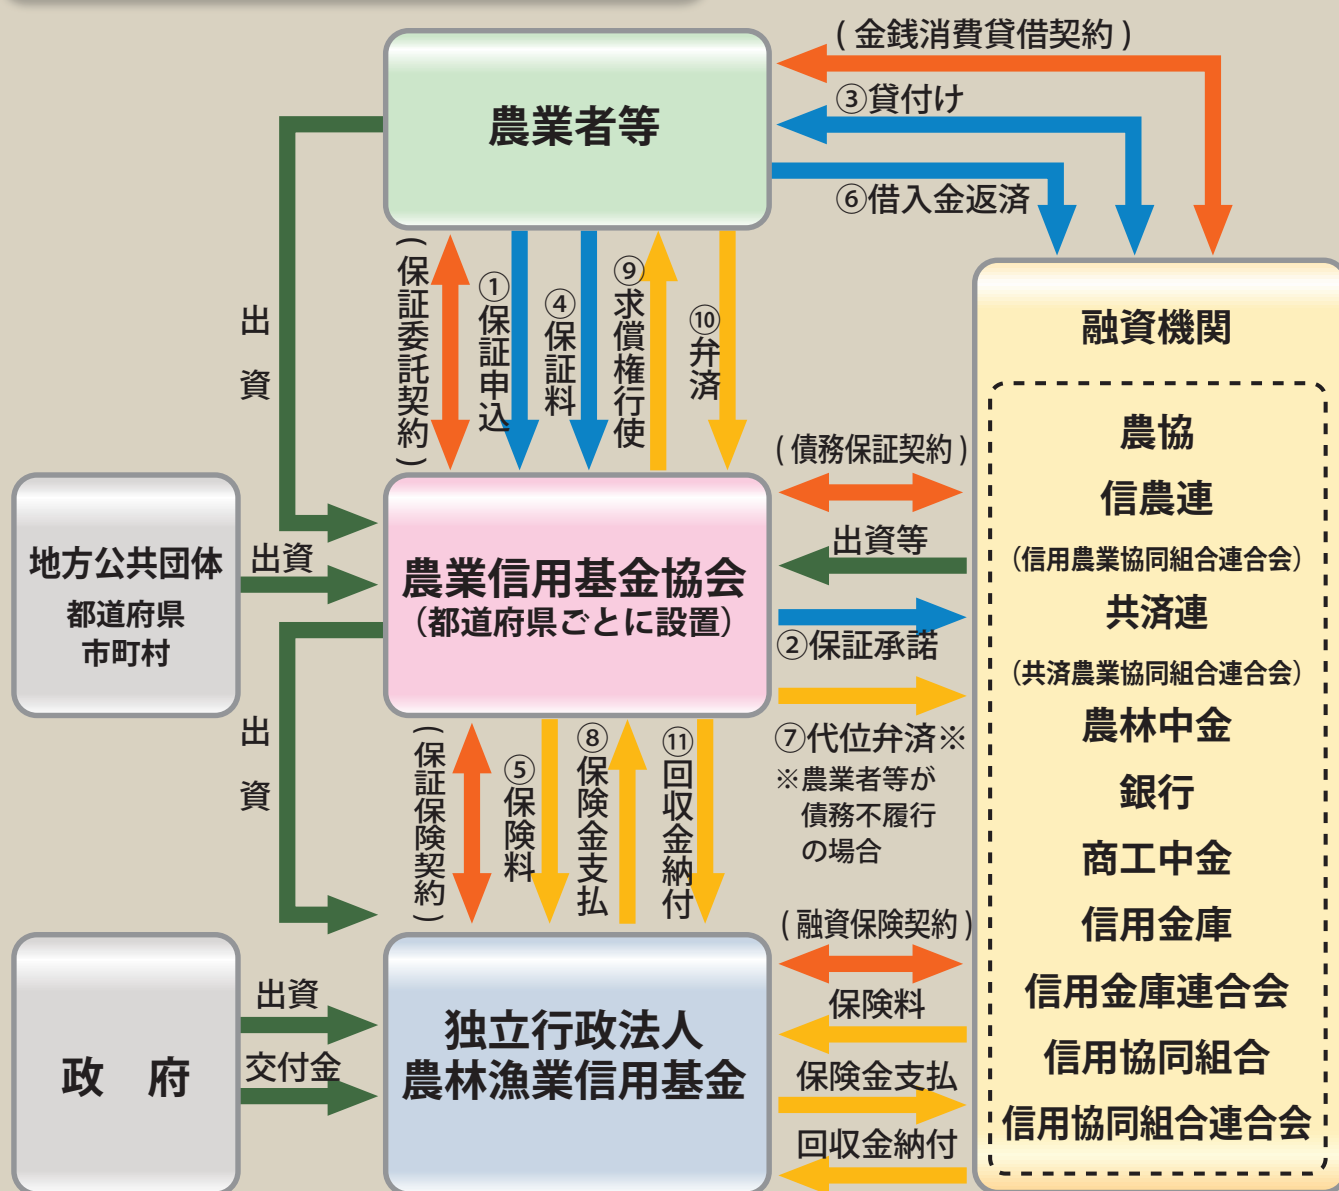 (金銭消費貸借契約)
③貸付け
農業者等
⑥借入金返済
出資
(保証委託契約)
①保証申込
④保証料
⑨求償権行使
⑩弁済
融資機関
農協
信農連
(信用農業協同組合連合会)
共済連
(共済農業協同組合連合会)
農林中金
銀行
商工中金
信用金庫
信用金庫連合会
信用協同組合
信用協同組合連合会
(債務保証契約)
出資等
②保証承諾
⑦代位弁済※
※農業者等が
債務不履行
の場合
地方公共団体
都道府県
市町村
出資
農業信用基金協会
(都道府県ごとに設置)
出資
(保証保険契約)
⑤保険料
⑧保険金支払
⑪回収金納付
(融資保険契約)
保険料
保険金支払
回収金納付
政 府
出資
交付金
独立行政法人
農林漁業信用基金